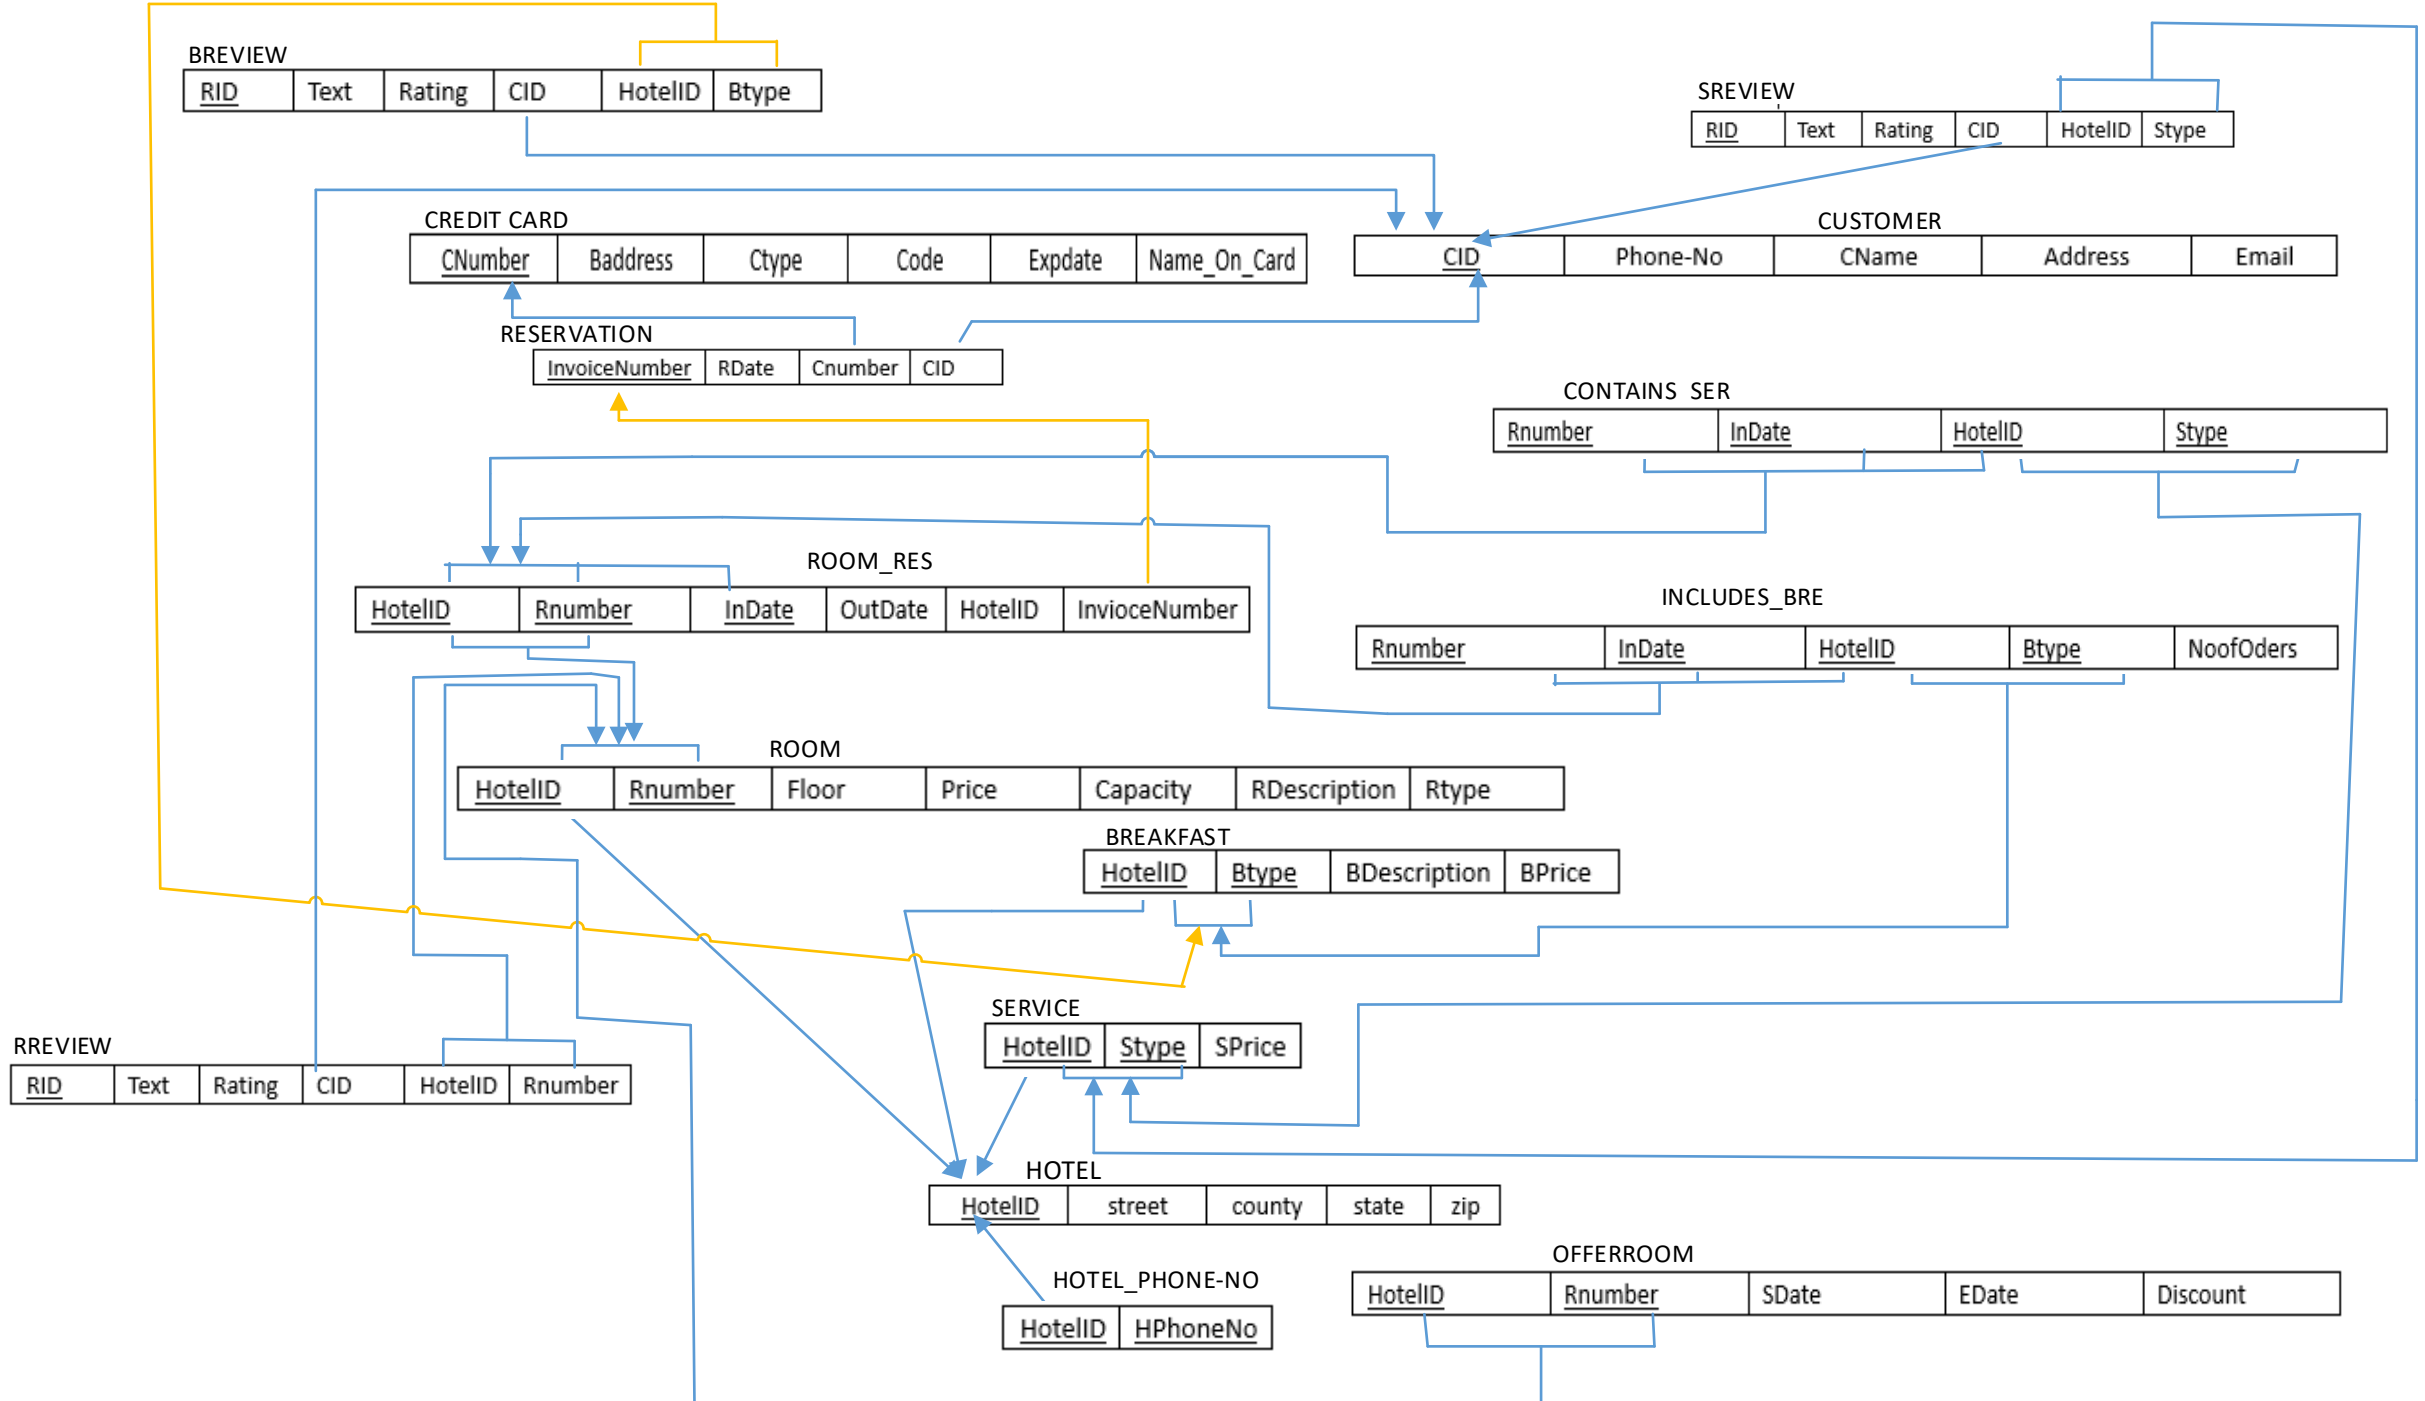 BREVIEW
RID Text Rating CID HotelID Btype
SREVIEW
RID Text Rating CID HotelID Stype
CREDIT CARD
CNumber Baddress Ctype Code Expdate Name_On_Card
CUSTOMER
CID Phone-No CName Address Email
RESERVATION
InvoiceNumber RDate Cnumber CID
CONTAINS SER
Rnumber InDate HotelID Stype
ROOM_RES
HotelID Rnumber InDate OutDate HotelID InvioceNumber
INCLUDES_BRE
Rnumber InDate HotelID Btype NoofOders
ROOM
HotelID Rnumber Floor Price Capacity RDescription Rtype
BREAKFAST
HotelID Btype BDescription BPrice
SERVICE
HotelID Stype SPrice
RREVIEW
RID Text Rating CID HotelID Rnumber
HOTEL
HotelID street county state zip
OFFERROOM
HotelID Rnumber SDate EDate Discount
HOTEL_PHONE-NO
HotelID HPhoneNo